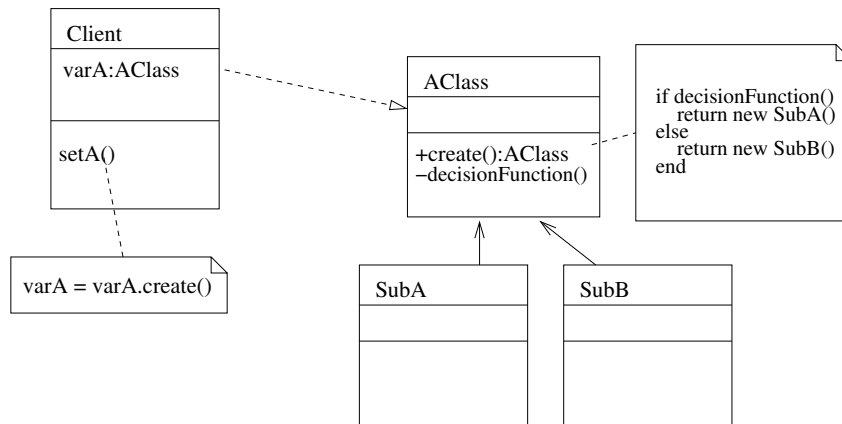 Client
varA:AClass
setA()
varA = varA.create()
AClass
+create():AClass
−decisionFunction()
if decisionFunction()
return new SubA()
else
return new SubB()
end
SubA
SubB